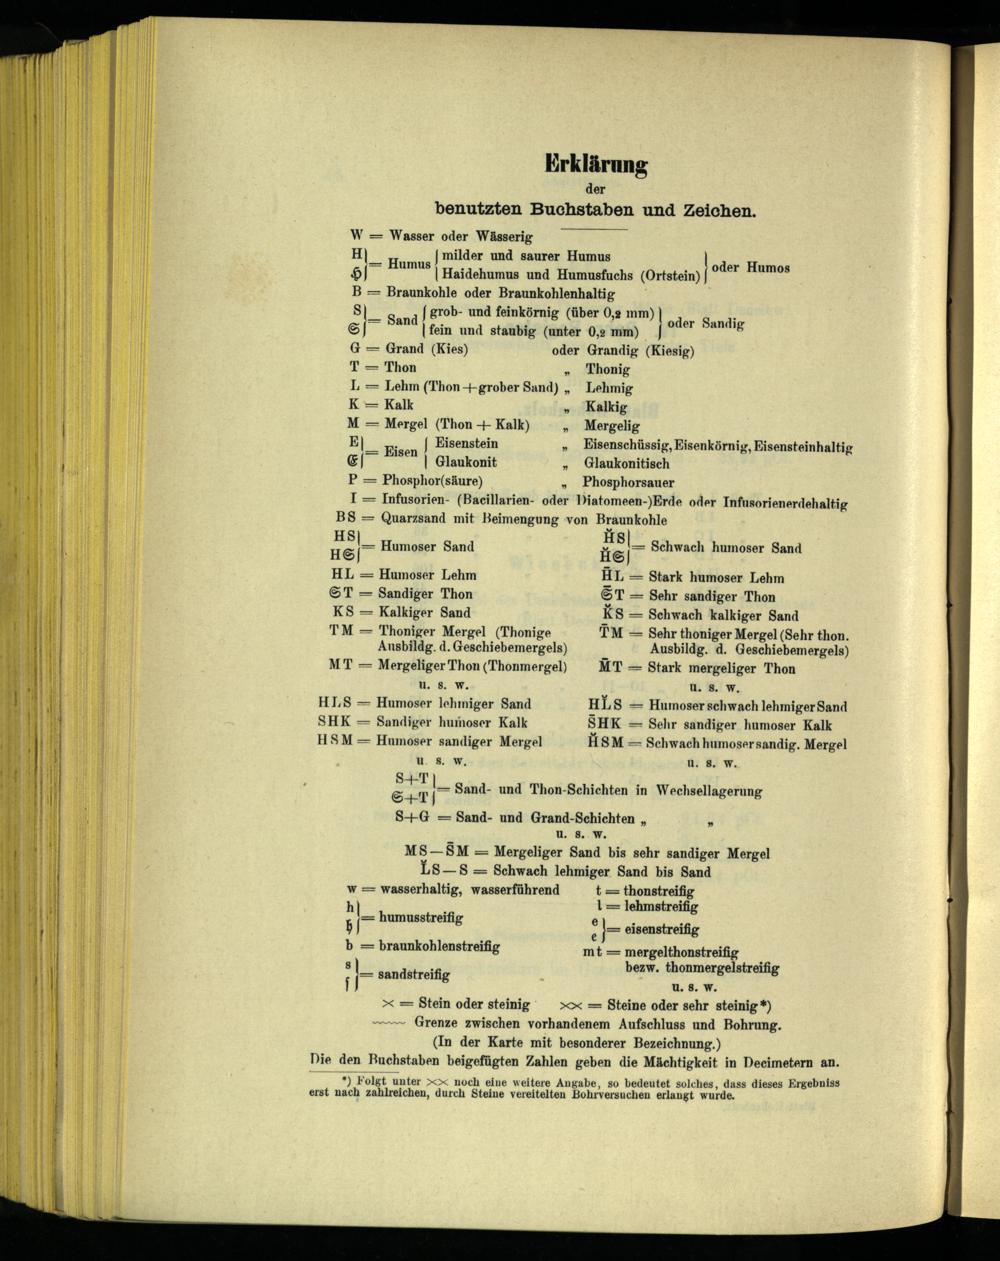 Erklärung
der
benutzten Buchstaben und Zeichen.
W = Wasser oder Wässerig
H } = Humus { milder und saurer Humus } oder Humos
ℌ } { Haidehumus und Humusfuchs (Ortstein) }
B = Braunkohle oder Braunkohlenhaltig
S } = Sand { grob- und feinkörnig (über 0,2 mm) } oder Sandig
𝔖 } { fein und staubig (unter 0,2 mm) }
G = Grand (Kies) oder Grandig (Kiesig)
T = Thon „ Thonig
L = Lehm (Thon + grober Sand) „ Lehmig
K = Kalk „ Kalkig
M = Mergel (Thon + Kalk) „ Mergelig
E } = Eisen { Eisenstein „ Eisenschüssig, Eisenkörnig, Eisensteinhaltig
𝔈 } { Glaukonit „ Glaukonitisch
P = Phosphor(säure) „ Phosphorsauer
I = Infusorien- (Bacillarien- oder Diatomeen-)Erde oder Infusorienerdehaltig
BS = Quarzsand mit Beimengung von Braunkohle
HS } = Humoser Sand H̆S } = Schwach humoser Sand
H𝔖 } H̆𝔖 }
HL = Humoser Lehm H̄L = Stark humoser Lehm
𝔖T = Sandiger Thon 𝔖̄T = Sehr sandiger Thon
KS = Kalkiger Sand K̆S = Schwach kalkiger Sand
TM = Thoniger Mergel (Thonige T̄M = Sehr thoniger Mergel (Sehr thon.
Ausbildg. d. Geschiebemergels) Ausbildg. d. Geschiebemergels)
MT = Mergeliger Thon (Thonmergel) M̄T = Stark mergeliger Thon
u. s. w. u. s. w.
HLS = Humoser lehmiger Sand HL̆S = Humoser schwach lehmiger Sand
SHK = Sandiger humoser Kalk S̄HK = Sehr sandiger humoser Kalk
HSM = Humoser sandiger Mergel H̆SM = Schwach humoser sandig. Mergel
u. s. w. u. s. w.
S+T } = Sand- und Thon-Schichten in Wechsellagerung
𝔖+T }
S+G = Sand- und Grand-Schichten „ „
u. s. w.
MS — S̄M = Mergeliger Sand bis sehr sandiger Mergel
L̆S — S = Schwach lehmiger Sand bis Sand
w = wasserhaltig, wasserführend t = thonstreifig
h } = humusstreifig l = lehmstreifig
𝔥 } e } = eisenstreifig
𝔢 }
b = braunkohlenstreifig mt = mergelthonstreifig
s } = sandstreifig bezw. thonmergelstreifig
ſ } u. s. w.
× = Stein oder steinig ×× = Steine oder sehr steinig*)
﹏﹏ Grenze zwischen vorhandenem Aufschluss und Bohrung.
(In der Karte mit besonderer Bezeichnung.)
Die den Buchstaben beigefügten Zahlen geben die Mächtigkeit in Decimetern an.
*) Folgt unter ×× noch eine weitere Angabe, so bedeutet solches, dass dieses Ergebniss
erst nach zahlreichen, durch Steine vereitelten Bohrversuchen erlangt wurde.